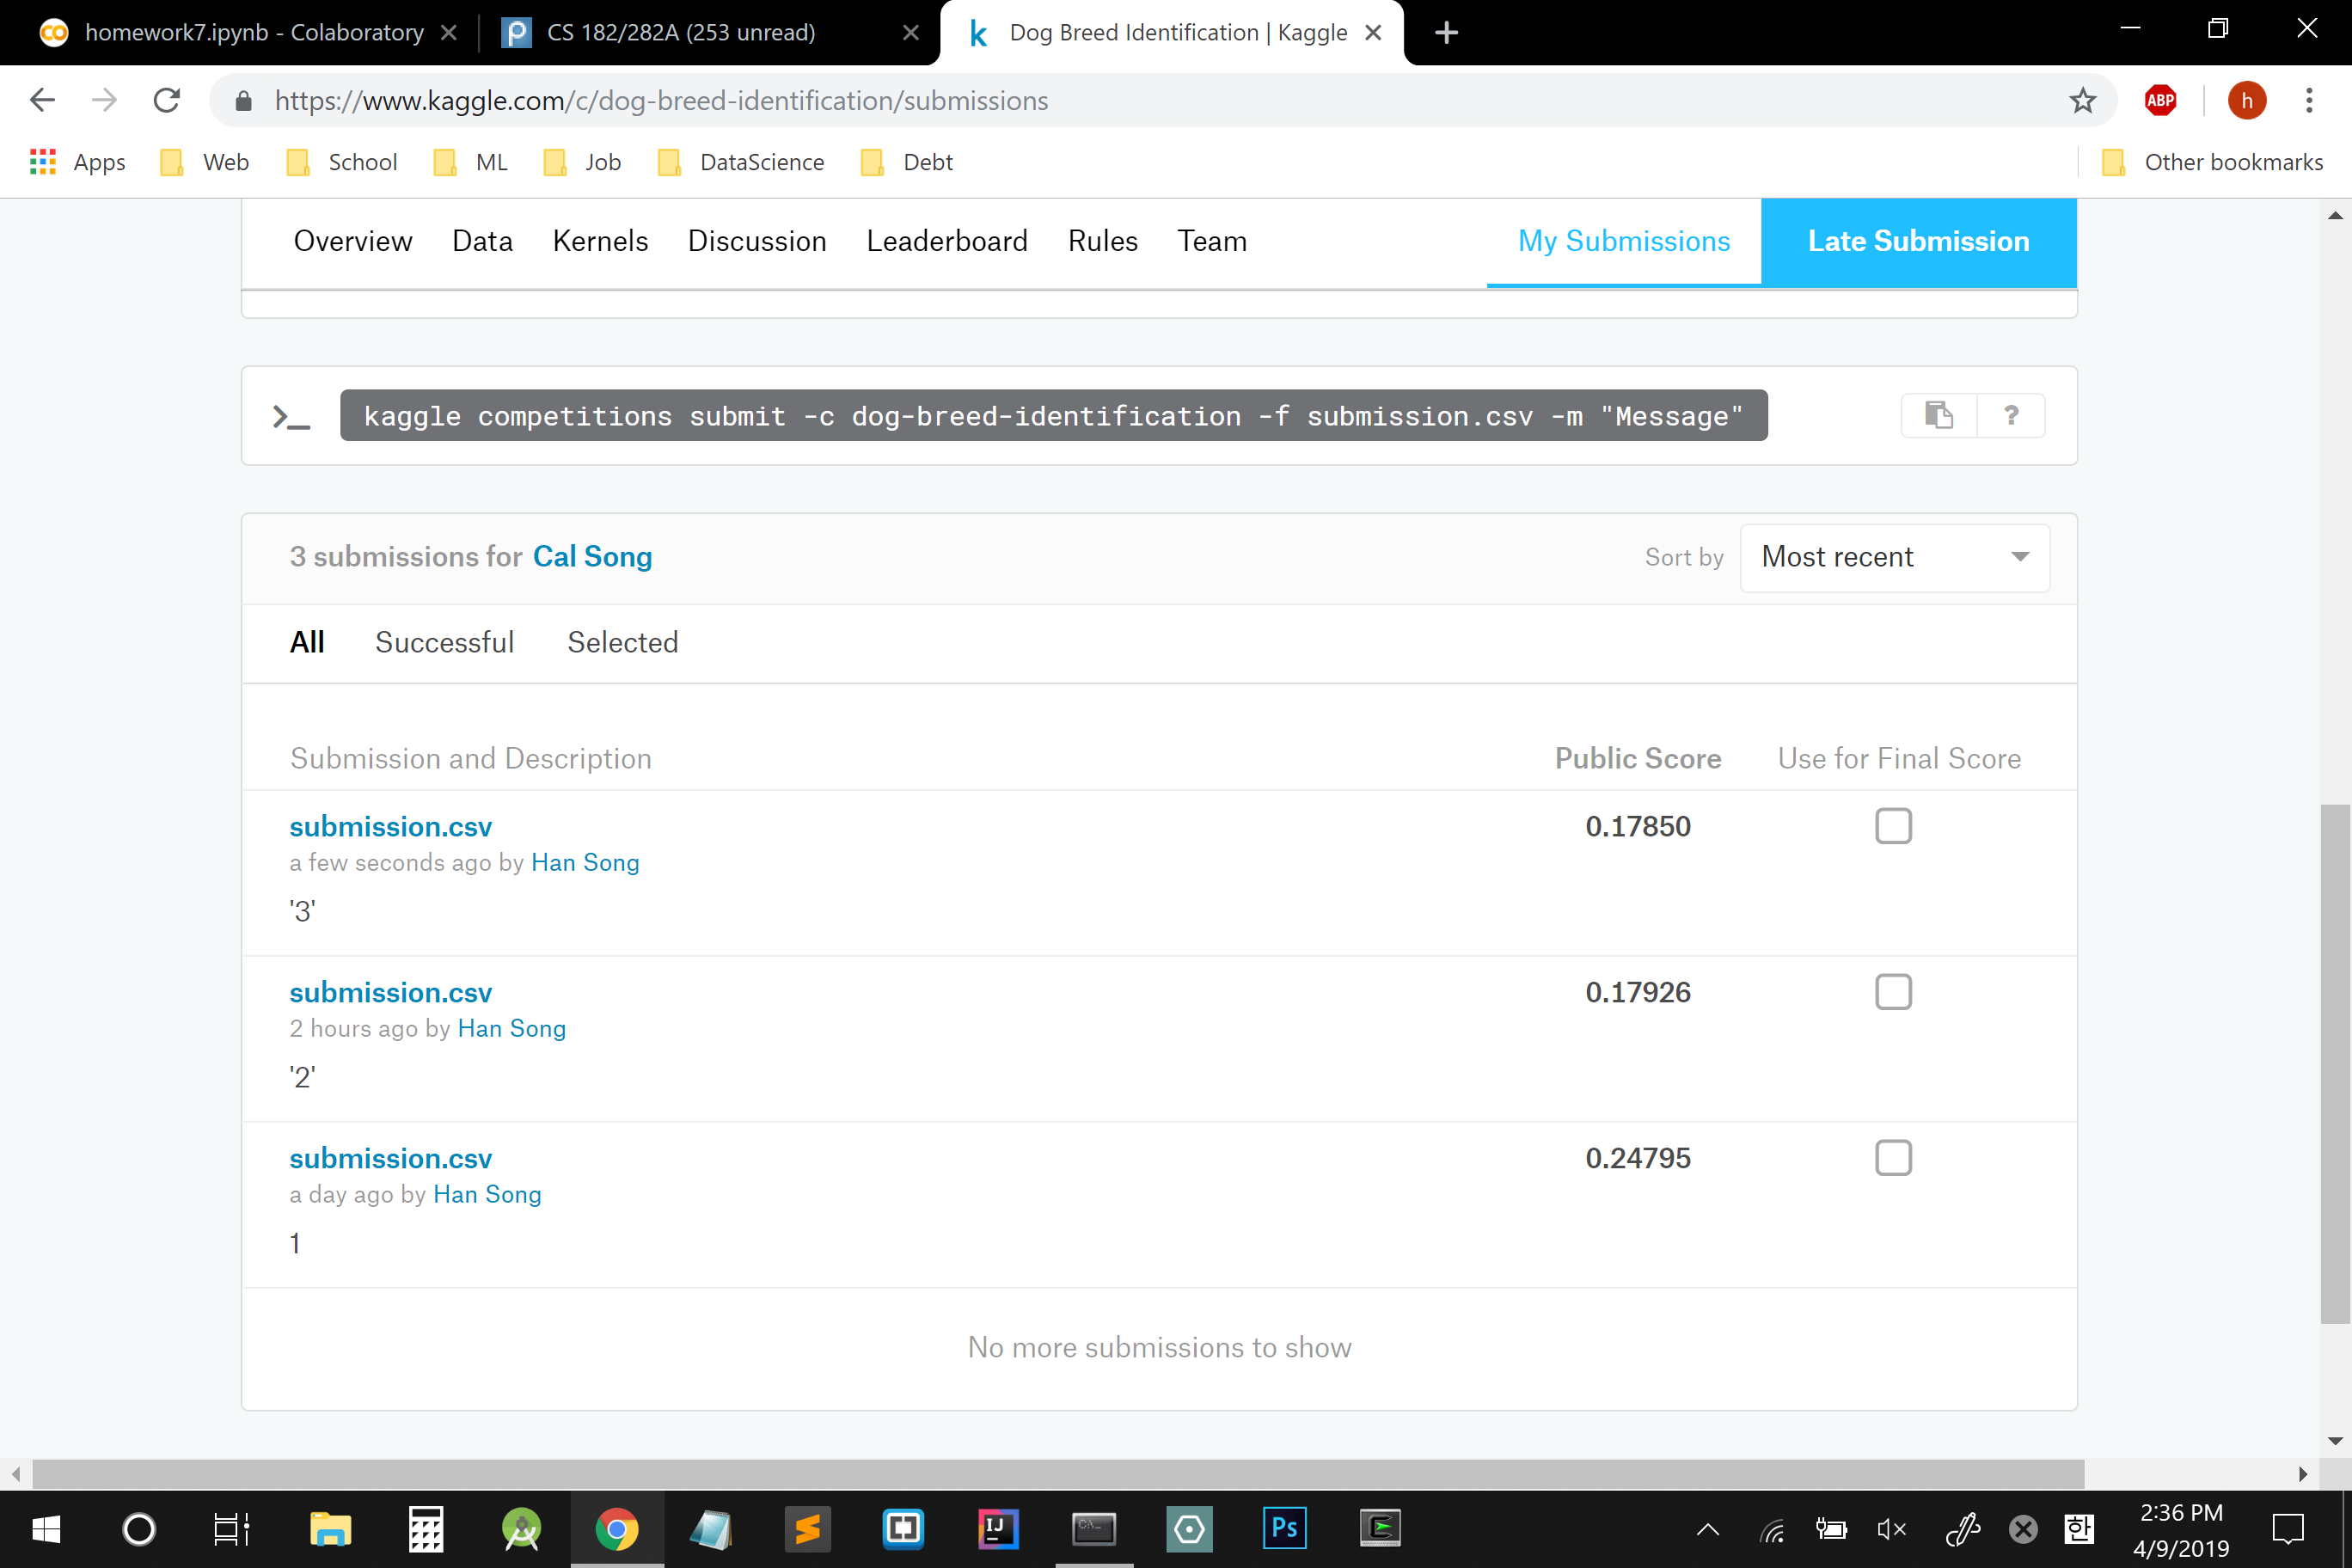 homework7.ipynb - Colaboratory
CS 182/282A (253 unread)
Dog Breed Identification | Kaggle
https://www.kaggle.com/c/dog-breed-identification/submissions
ABP
h
Apps
Web
School
ML
Job
DataScience
Debt
Other bookmarks
Overview
Data
Kernels
Discussion
Leaderboard
Rules
Team
My Submissions
Late Submission
>_
kaggle competitions submit -c dog-breed-identification -f submission.csv -m "Message"
?
3 submissions for Cal Song
Sort by
Most recent
All
Successful
Selected
Submission and Description
Public Score
Use for Final Score
submission.csv
0.17850
a few seconds ago by Han Song
'3'
submission.csv
0.17926
2 hours ago by Han Song
'2'
submission.csv
0.24795
a day ago by Han Song
1
No more submissions to show
IJ
Ps
한
2:36 PM
4/9/2019